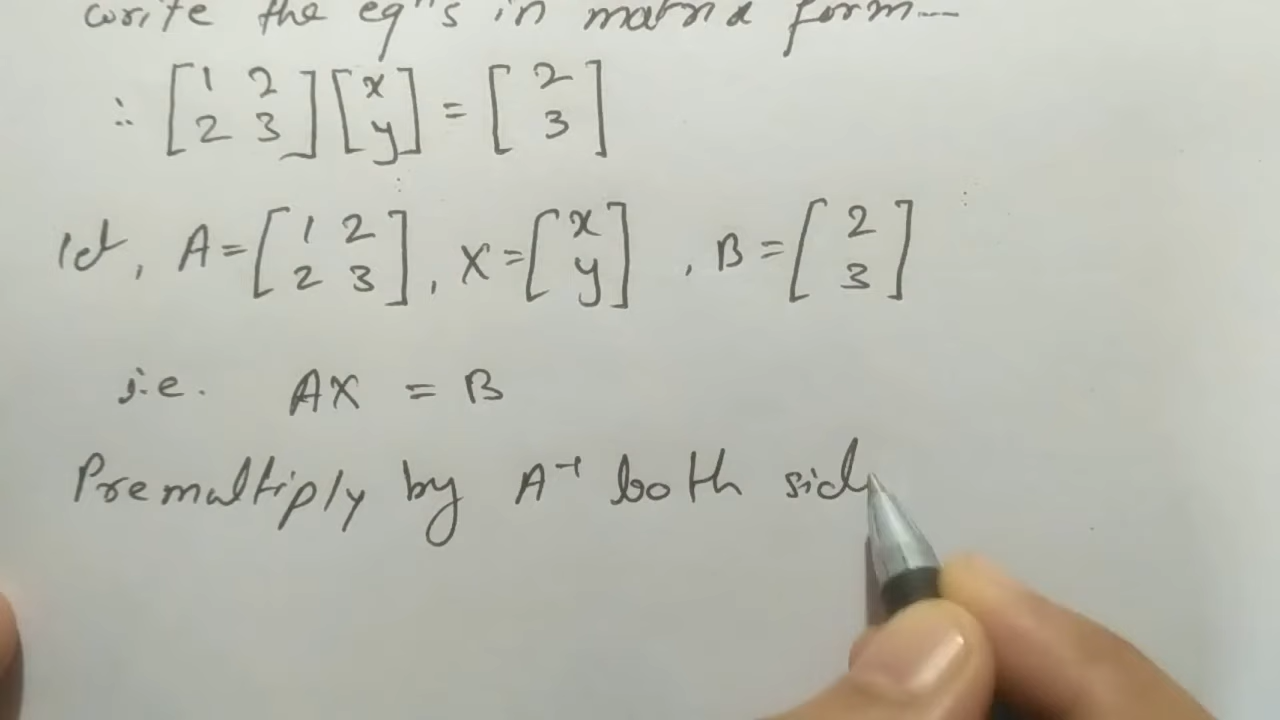 write the eqⁿs in matrix form —
∴ [1 2 2 3] [x y] = [2 3]
let, A = [1 2 2 3], X = [x y], B = [2 3]
i.e. AX = B
Premultiply by A⁻¹ both sid